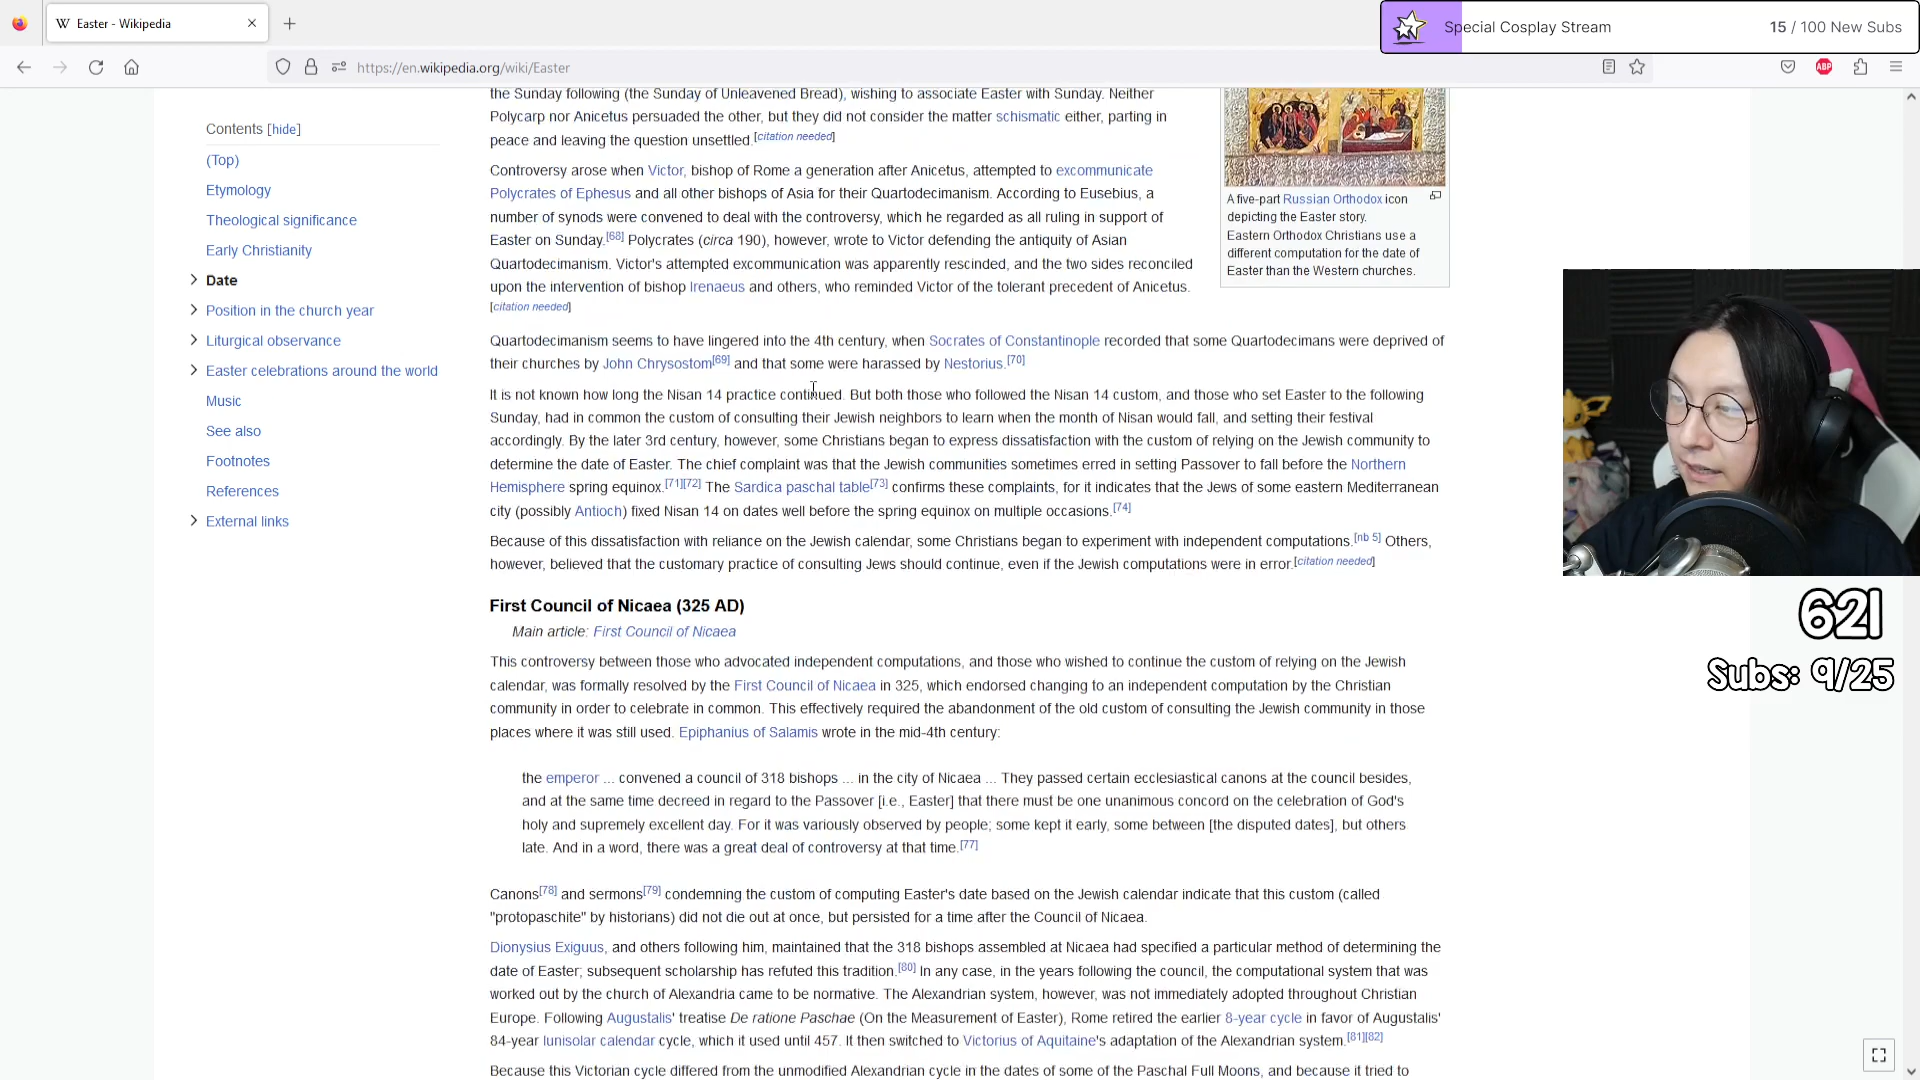 Easter - Wikipedia
Special Cosplay Stream
15 / 100 New Subs
https://en.wikipedia.org/wiki/Easter
ABP
Contents [hide]
(Top)
Etymology
Theological significance
Early Christianity
Date
Position in the church year
Liturgical observance
Easter celebrations around the world
Music
See also
Footnotes
References
External links
the Sunday following (the Sunday of Unleavened Bread), wishing to associate Easter with Sunday. Neither
Polycarp nor Anicetus persuaded the other, but they did not consider the matter schismatic either, parting in
peace and leaving the question unsettled.[citation needed]
Controversy arose when Victor, bishop of Rome a generation after Anicetus, attempted to excommunicate
Polycrates of Ephesus and all other bishops of Asia for their Quartodecimanism. According to Eusebius, a
number of synods were convened to deal with the controversy, which he regarded as all ruling in support of
Easter on Sunday.[68] Polycrates (circa 190), however, wrote to Victor defending the antiquity of Asian
Quartodecimanism. Victor's attempted excommunication was apparently rescinded, and the two sides reconciled
upon the intervention of bishop Irenaeus and others, who reminded Victor of the tolerant precedent of Anicetus.
[citation needed]
A five-part Russian Orthodox icon
depicting the Easter story.
Eastern Orthodox Christians use a
different computation for the date of
Easter than the Western churches.
Quartodecimanism seems to have lingered into the 4th century, when Socrates of Constantinople recorded that some Quartodecimans were deprived of
their churches by John Chrysostom[69] and that some were harassed by Nestorius.[70]
It is not known how long the Nisan 14 practice continued. But both those who followed the Nisan 14 custom, and those who set Easter to the following
Sunday, had in common the custom of consulting their Jewish neighbors to learn when the month of Nisan would fall, and setting their festival
accordingly. By the later 3rd century, however, some Christians began to express dissatisfaction with the custom of relying on the Jewish community to
determine the date of Easter. The chief complaint was that the Jewish communities sometimes erred in setting Passover to fall before the Northern
Hemisphere spring equinox.[71][72] The Sardica paschal table[73] confirms these complaints, for it indicates that the Jews of some eastern Mediterranean
city (possibly Antioch) fixed Nisan 14 on dates well before the spring equinox on multiple occasions.[74]
Because of this dissatisfaction with reliance on the Jewish calendar, some Christians began to experiment with independent computations.[nb 5] Others,
however, believed that the customary practice of consulting Jews should continue, even if the Jewish computations were in error.[citation needed]
First Council of Nicaea (325 AD)
Main article: First Council of Nicaea
This controversy between those who advocated independent computations, and those who wished to continue the custom of relying on the Jewish
calendar, was formally resolved by the First Council of Nicaea in 325, which endorsed changing to an independent computation by the Christian
community in order to celebrate in common. This effectively required the abandonment of the old custom of consulting the Jewish community in those
places where it was still used. Epiphanius of Salamis wrote in the mid-4th century:
the emperor ... convened a council of 318 bishops ... in the city of Nicaea ... They passed certain ecclesiastical canons at the council besides,
and at the same time decreed in regard to the Passover [i.e., Easter] that there must be one unanimous concord on the celebration of God's
holy and supremely excellent day. For it was variously observed by people; some kept it early, some between [the disputed dates], but others
late. And in a word, there was a great deal of controversy at that time.[77]
Canons[78] and sermons[79] condemning the custom of computing Easter's date based on the Jewish calendar indicate that this custom (called
"protopaschite" by historians) did not die out at once, but persisted for a time after the Council of Nicaea.
Dionysius Exiguus, and others following him, maintained that the 318 bishops assembled at Nicaea had specified a particular method of determining the
date of Easter; subsequent scholarship has refuted this tradition.[80] In any case, in the years following the council, the computational system that was
worked out by the church of Alexandria came to be normative. The Alexandrian system, however, was not immediately adopted throughout Christian
Europe. Following Augustalis' treatise De ratione Paschae (On the Measurement of Easter), Rome retired the earlier 8-year cycle in favor of Augustalis'
84-year lunisolar calendar cycle, which it used until 457. It then switched to Victorius of Aquitaine's adaptation of the Alexandrian system.[81][82]
Because this Victorian cycle differed from the unmodified Alexandrian cycle in the dates of some of the Paschal Full Moons, and because it tried to
621
Subs: 9/25